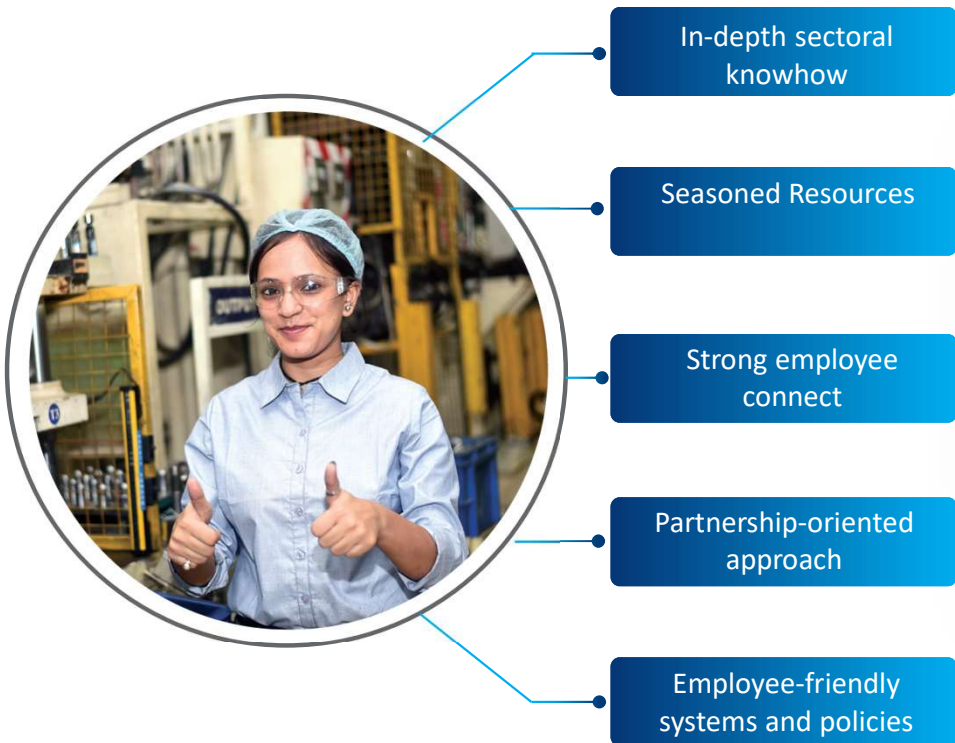 In-depth sectoral
knowhow
Seasoned Resources
Strong employee
connect
Partnership-oriented
approach
Employee-friendly
systems and policies